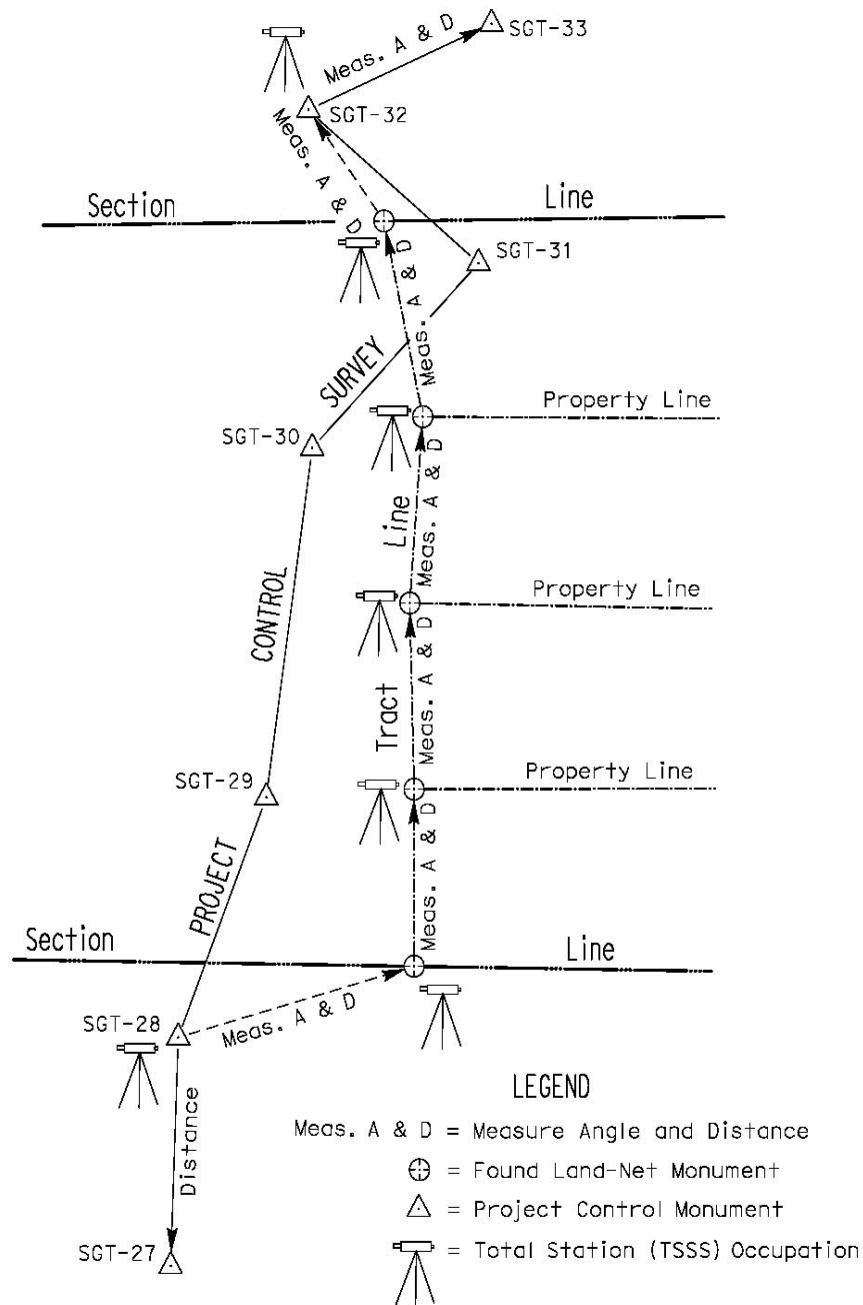 SGT-33
Meas. A & D
SGT-32
Meas. A & D
Section Line
SGT-31
Meas. A & D
SURVEY
Property Line
SGT-30
Line
Meas. A & D
CONTROL
Property Line
Tract
Meas. A & D
SGT-29
Property Line
PROJECT
Meas. A & D
Section Line
SGT-28
Meas. A & D
Distance
SGT-27
LEGEND
Meas. A & D = Measure Angle and Distance
= Found Land-Net Monument
= Project Control Monument
= Total Station (TSSS) Occupation